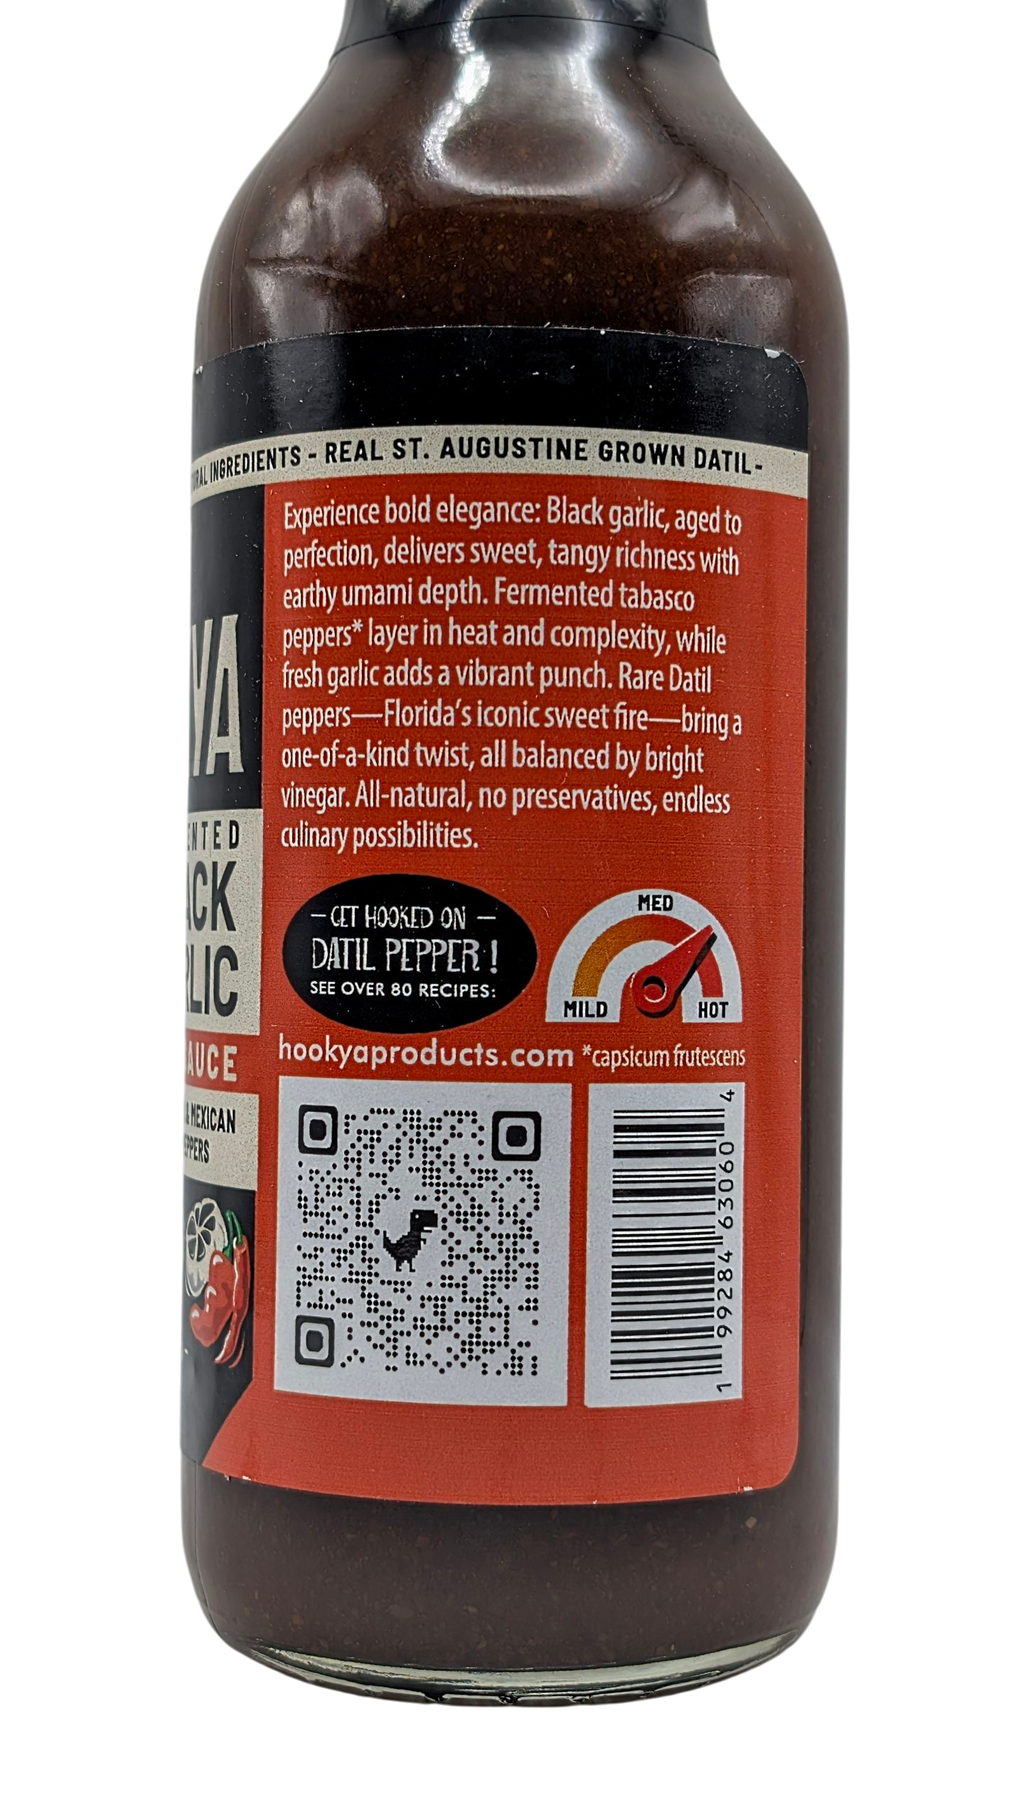 INGREDIENTS - REAL ST. AUGUSTINE GROWN DATIL-
Experience bold elegance: Black garlic, aged to
perfection, delivers sweet, tangy richness with
earthy umami depth. Fermented tabasco
peppers* layer in heat and complexity, while
fresh garlic adds a vibrant punch. Rare Datil
peppers—Florida's iconic sweet fire—bring a
one-of-a-kind twist, all balanced by bright
vinegar. All-natural, no preservatives, endless
culinary possibilities.
YA
NTED
ACK
LIC
AUCE
& MEXICAN
PPERS
— GET HOOKED ON —
DATIL PEPPER!
SEE OVER 80 RECIPES:
MED
MILD
HOT
hookyaproducts.com *capsicum frutescens
1 99284 63060 4